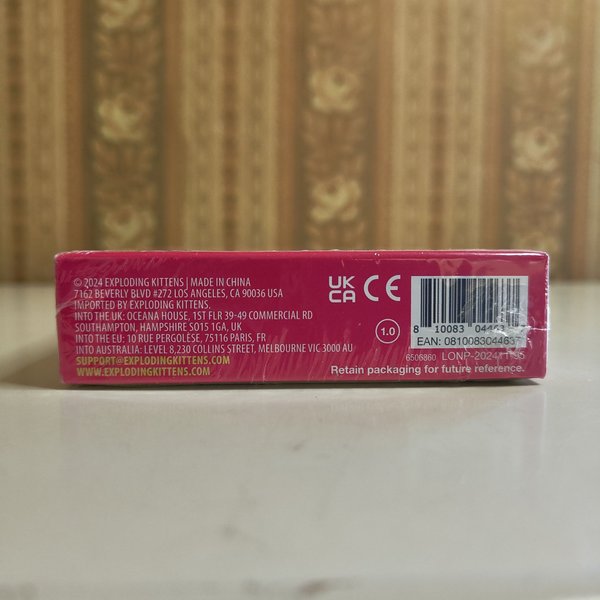 © 2024 EXPLODING KITTENS | MADE IN CHINA
7162 BEVERLY BLVD #272 LOS ANGELES, CA 90036 USA
IMPORTED BY EXPLODING KITTENS.
INTO THE UK: OCEANA HOUSE, 1ST FLR 39-49 COMMERCIAL RD
SOUTHAMPTON, HAMPSHIRE SO15 1GA, UK
INTO THE EU: 10 RUE PERGOLÈSE, 75116 PARIS, FR
INTO AUSTRALIA: LEVEL 8,230 COLLINS STREET, MELBOURNE VIC 3000 AU
SUPPORT@EXPLODINGKITTENS.COM
WWW.EXPLODINGKITTENS.COM
UK
CA
CE
1.0
8 10083
EAN:
6506860
Retain packaging for future reference.